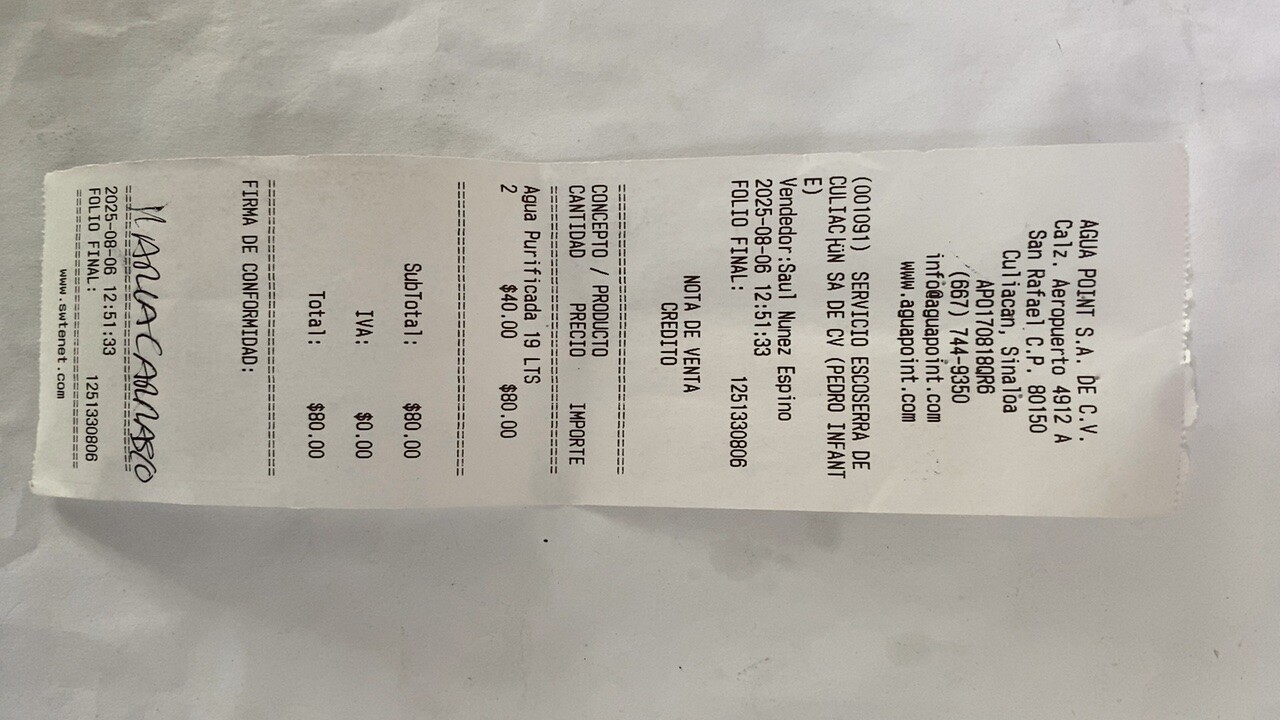 AGUA POINT S.A. DE C.V.
Calz. Aeropuerto 4912 A
San Rafael C.P. 80150
Culiacan, Sinaloa
APO170818QR6
(667) 744-9350
info@aguapoint.com
www.aguapoint.com
(001091) SERVICIO ESCOSERRA DE
CULIAC├íN SA DE CV (PEDRO INFANT
E)
Vendedor:Saul Nunez Espino
2025-08-06 12:51:33
FOLIO FINAL: 1251330806
NOTA DE VENTA
CREDITO
==============================
CONCEPTO / PRODUCTO
CANTIDAD PRECIO IMPORTE
==============================
Agua Purificada 19 LTS
2 $40.00 $80.00
==============================
SubTotal: $80.00
IVA: $0.00
Total: $80.00
==============================
FIRMA DE CONFORMIDAD:
==============================
2025-08-06 12:51:33
FOLIO FINAL: 1251330806
==============================
www.swtenet.com